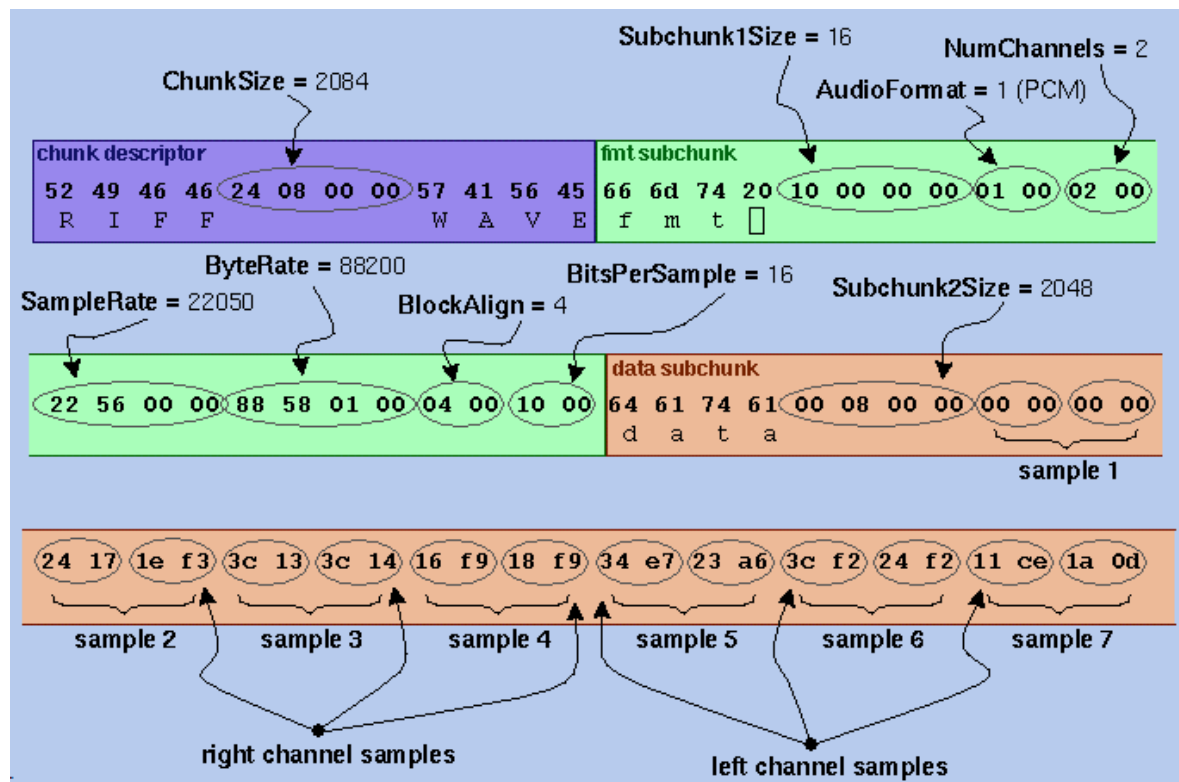 Subchunk1Size = 16
NumChannels = 2
ChunkSize = 2084
AudioFormat = 1 (PCM)
chunk descriptor
fmt subchunk
52 49 46 46 24 08 00 00 57 41 56 45 66 6d 74 20 10 00 00 00 01 00 02 00
R I F F W A V E f m t
ByteRate = 88200
BitsPerSample = 16
SampleRate = 22050
BlockAlign = 4
Subchunk2Size = 2048
data subchunk
22 56 00 00 88 58 01 00 04 00 10 00 64 61 74 61 00 08 00 00 00 00 00 00
d a t a
sample 1
24 17 1e f3 3c 13 3c 14 16 f9 18 f9 34 e7 23 a6 3c f2 24 f2 11 ce 1a 0d
sample 2 sample 3 sample 4 sample 5 sample 6 sample 7
right channel samples
left channel samples